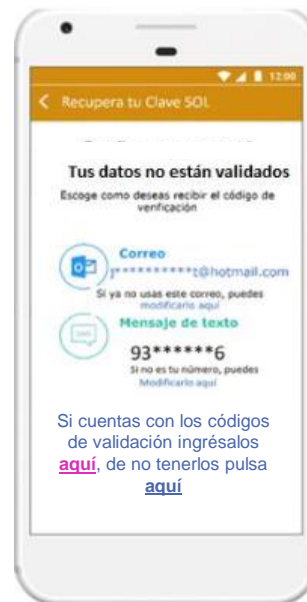 12:00
Recupera tu Clave SOL
Tus datos no están validados
Escoge como deseas recibir el código de
verificación
Correo
r**********t@hotmail.com
Si ya no usas este correo, puedes
modificarlo aquí
Mensaje de texto
93******6
Si no es tu número, puedes
Modificarlo aquí
Si cuentas con los códigos
de validación ingrésalos
aquí, de no tenerlos pulsa
aquí